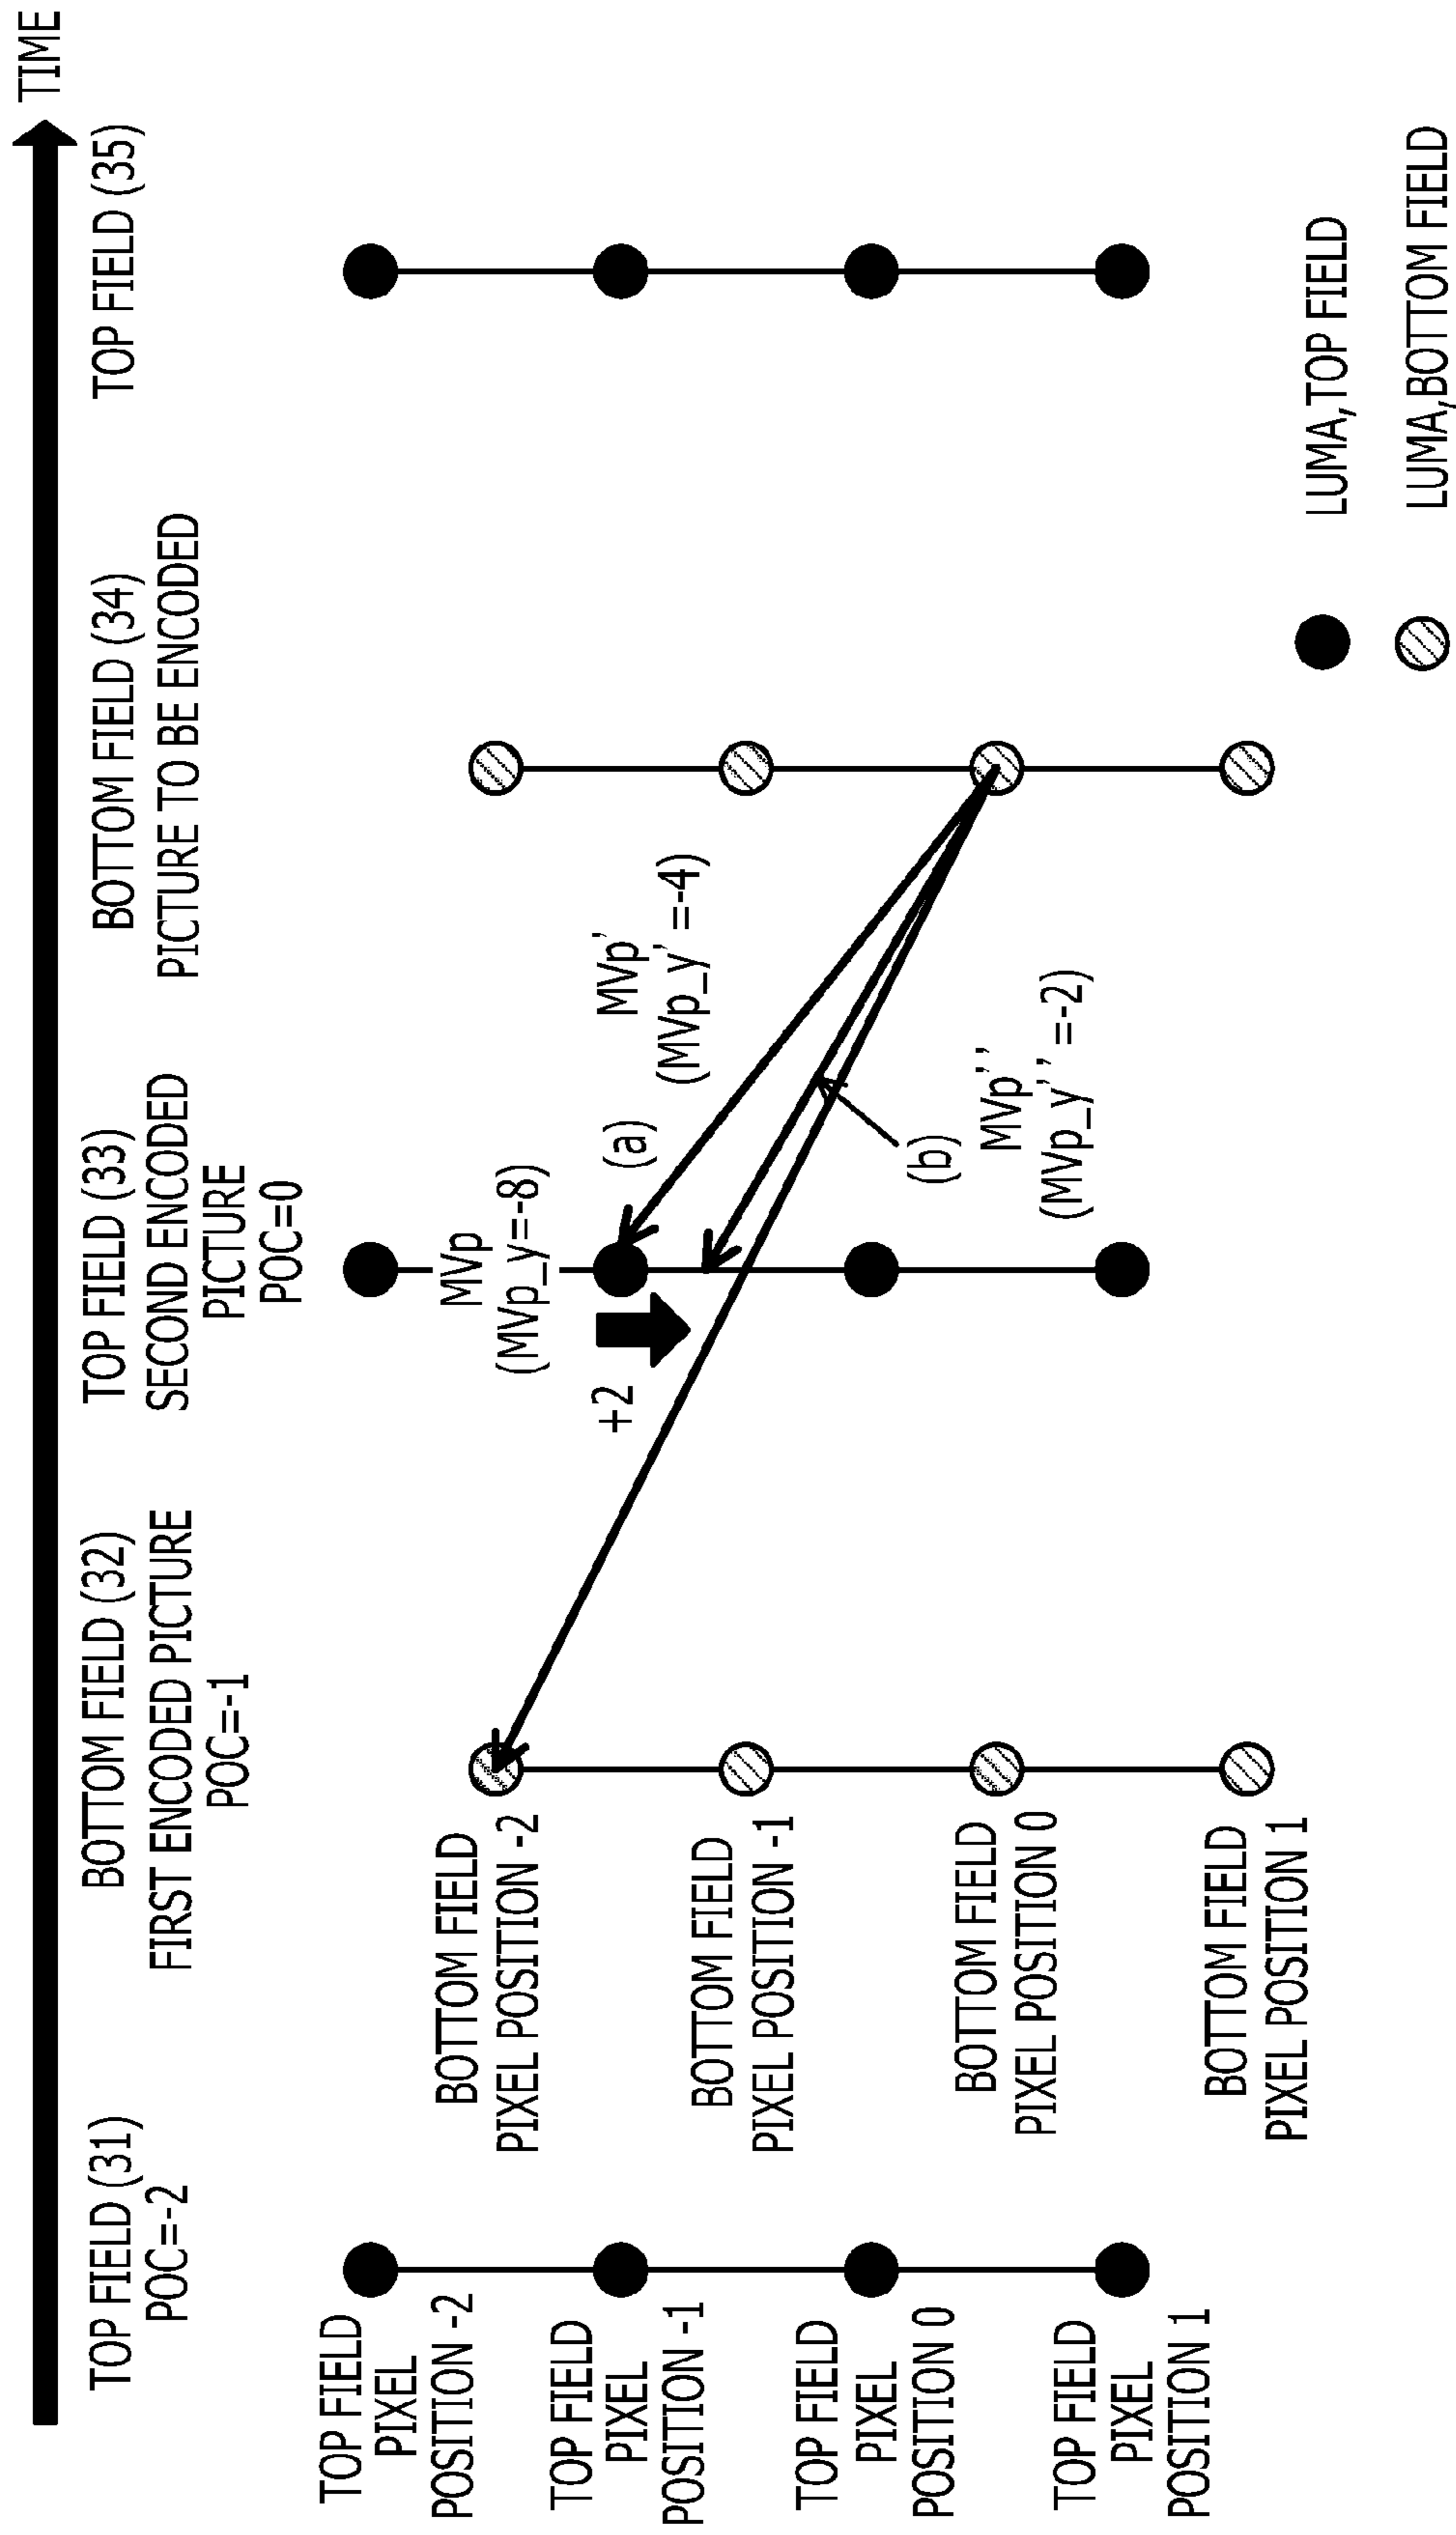 TIME
TOP FIELD (31)
POC=-2
BOTTOM FIELD (32)
FIRST ENCODED PICTURE
POC=-1
TOP FIELD (33)
SECOND ENCODED
PICTURE
POC=0
BOTTOM FIELD (34)
PICTURE TO BE ENCODED
TOP FIELD (35)
TOP FIELD
PIXEL
POSITION -2
TOP FIELD
PIXEL
POSITION -1
TOP FIELD
PIXEL
POSITION 0
TOP FIELD
PIXEL
POSITION 1
BOTTOM FIELD
PIXEL POSITION -2
BOTTOM FIELD
PIXEL POSITION -1
BOTTOM FIELD
PIXEL POSITION 0
BOTTOM FIELD
PIXEL POSITION 1
MVp
(MVp_y=-8)
+2
(a)
MVp'
(MVp_y' =-4)
(b)
MVp''
(MVp_y'' =-2)
LUMA,TOP FIELD
LUMA,BOTTOM FIELD